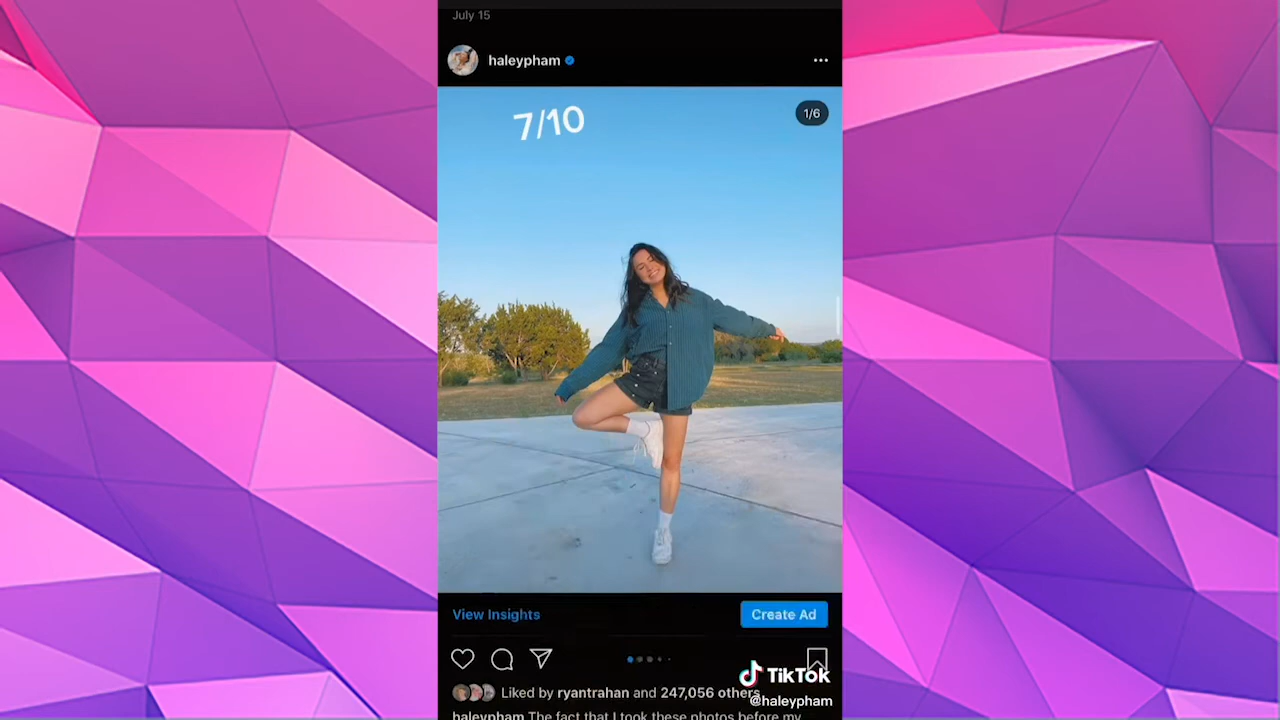 July 15
haleypham
7/10
1/6
View Insights
Create Ad
TikTok
Liked by ryantrahan and 247,056 others
@haleypham
haleypham The fact that I took these photos before my